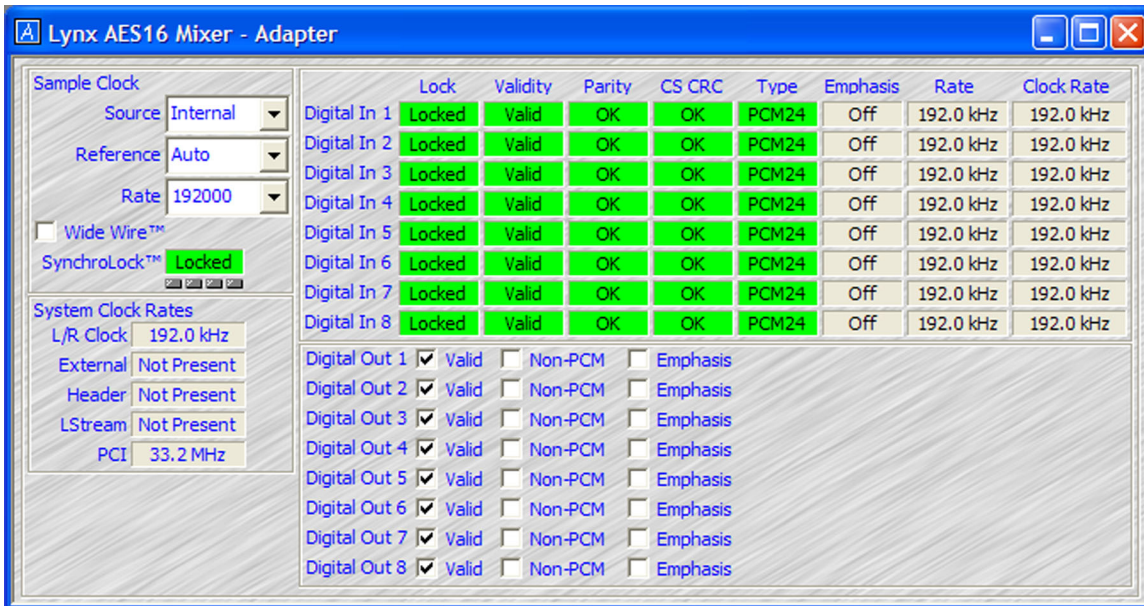 Lynx AES16 Mixer - Adapter
Sample Clock
Source Internal
Reference Auto
Rate 192000
Wide Wire™
SynchroLock™ Locked
System Clock Rates
L/R Clock 192.0 kHz
External Not Present
Header Not Present
LStream Not Present
PCI 33.2 MHz
Lock Validity Parity CS CRC Type Emphasis Rate Clock Rate
Digital In 1 Locked Valid OK OK PCM24 Off 192.0 kHz 192.0 kHz
Digital In 2 Locked Valid OK OK PCM24 Off 192.0 kHz 192.0 kHz
Digital In 3 Locked Valid OK OK PCM24 Off 192.0 kHz 192.0 kHz
Digital In 4 Locked Valid OK OK PCM24 Off 192.0 kHz 192.0 kHz
Digital In 5 Locked Valid OK OK PCM24 Off 192.0 kHz 192.0 kHz
Digital In 6 Locked Valid OK OK PCM24 Off 192.0 kHz 192.0 kHz
Digital In 7 Locked Valid OK OK PCM24 Off 192.0 kHz 192.0 kHz
Digital In 8 Locked Valid OK OK PCM24 Off 192.0 kHz 192.0 kHz
Digital Out 1 Valid Non-PCM Emphasis
Digital Out 2 Valid Non-PCM Emphasis
Digital Out 3 Valid Non-PCM Emphasis
Digital Out 4 Valid Non-PCM Emphasis
Digital Out 5 Valid Non-PCM Emphasis
Digital Out 6 Valid Non-PCM Emphasis
Digital Out 7 Valid Non-PCM Emphasis
Digital Out 8 Valid Non-PCM Emphasis